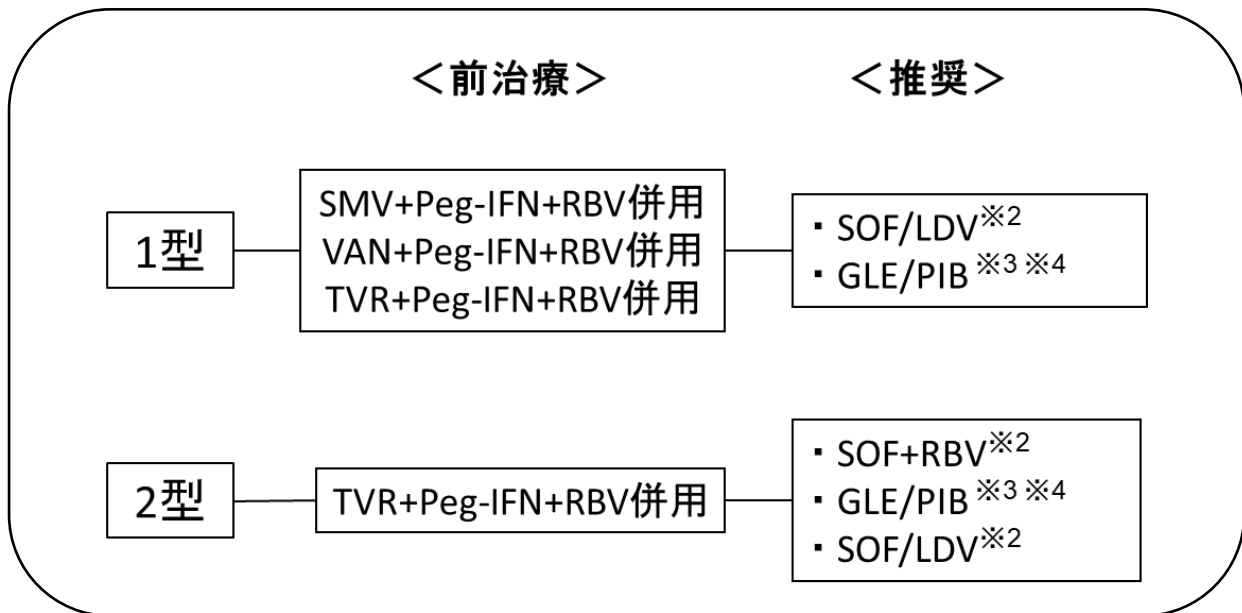 ＜前治療＞ ＜推奨＞
1型
SMV+Peg-IFN+RBV併用
VAN+Peg-IFN+RBV併用
TVR+Peg-IFN+RBV併用
・SOF/LDV※2
・GLE/PIB※3 ※4
2型
TVR+Peg-IFN+RBV併用
・SOF+RBV※2
・GLE/PIB※3 ※4
・SOF/LDV※2